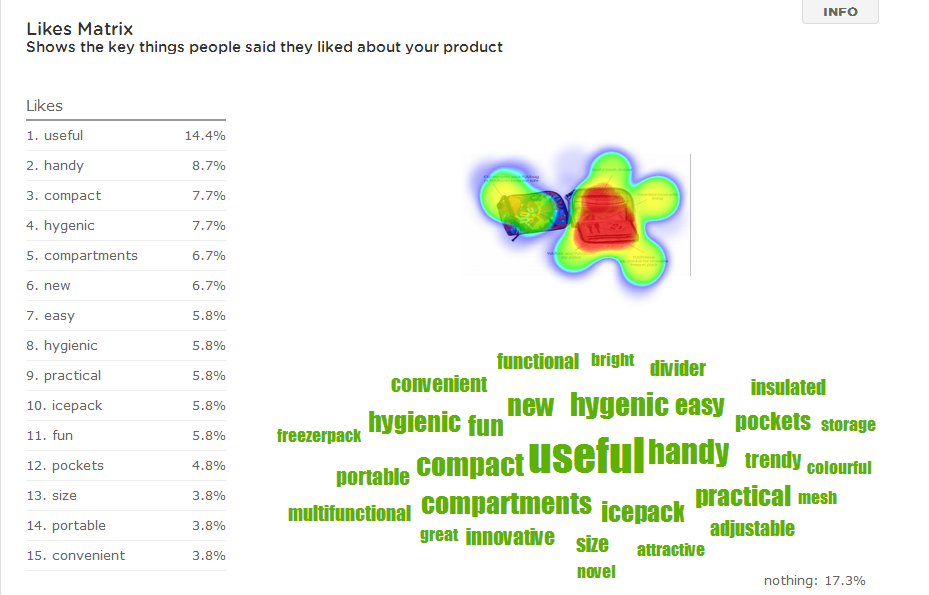 INFO
Likes Matrix
Shows the key things people said they liked about your product
Likes
1. useful 14.4%
2. handy 8.7%
3. compact 7.7%
4. hygenic 7.7%
5. compartments 6.7%
6. new 6.7%
7. easy 5.8%
8. hygienic 5.8%
9. practical 5.8%
10. icepack 5.8%
11. fun 5.8%
12. pockets 4.8%
13. size 3.8%
14. portable 3.8%
15. convenient 3.8%
functional bright divider
convenient insulated
new hygenic easy
freezerpack hygienic fun pockets storage
compact useful handy
portable trendy colourful
compartments practical mesh
multifunctional icepack adjustable
great innovative size attractive
novel
nothing: 17.3%